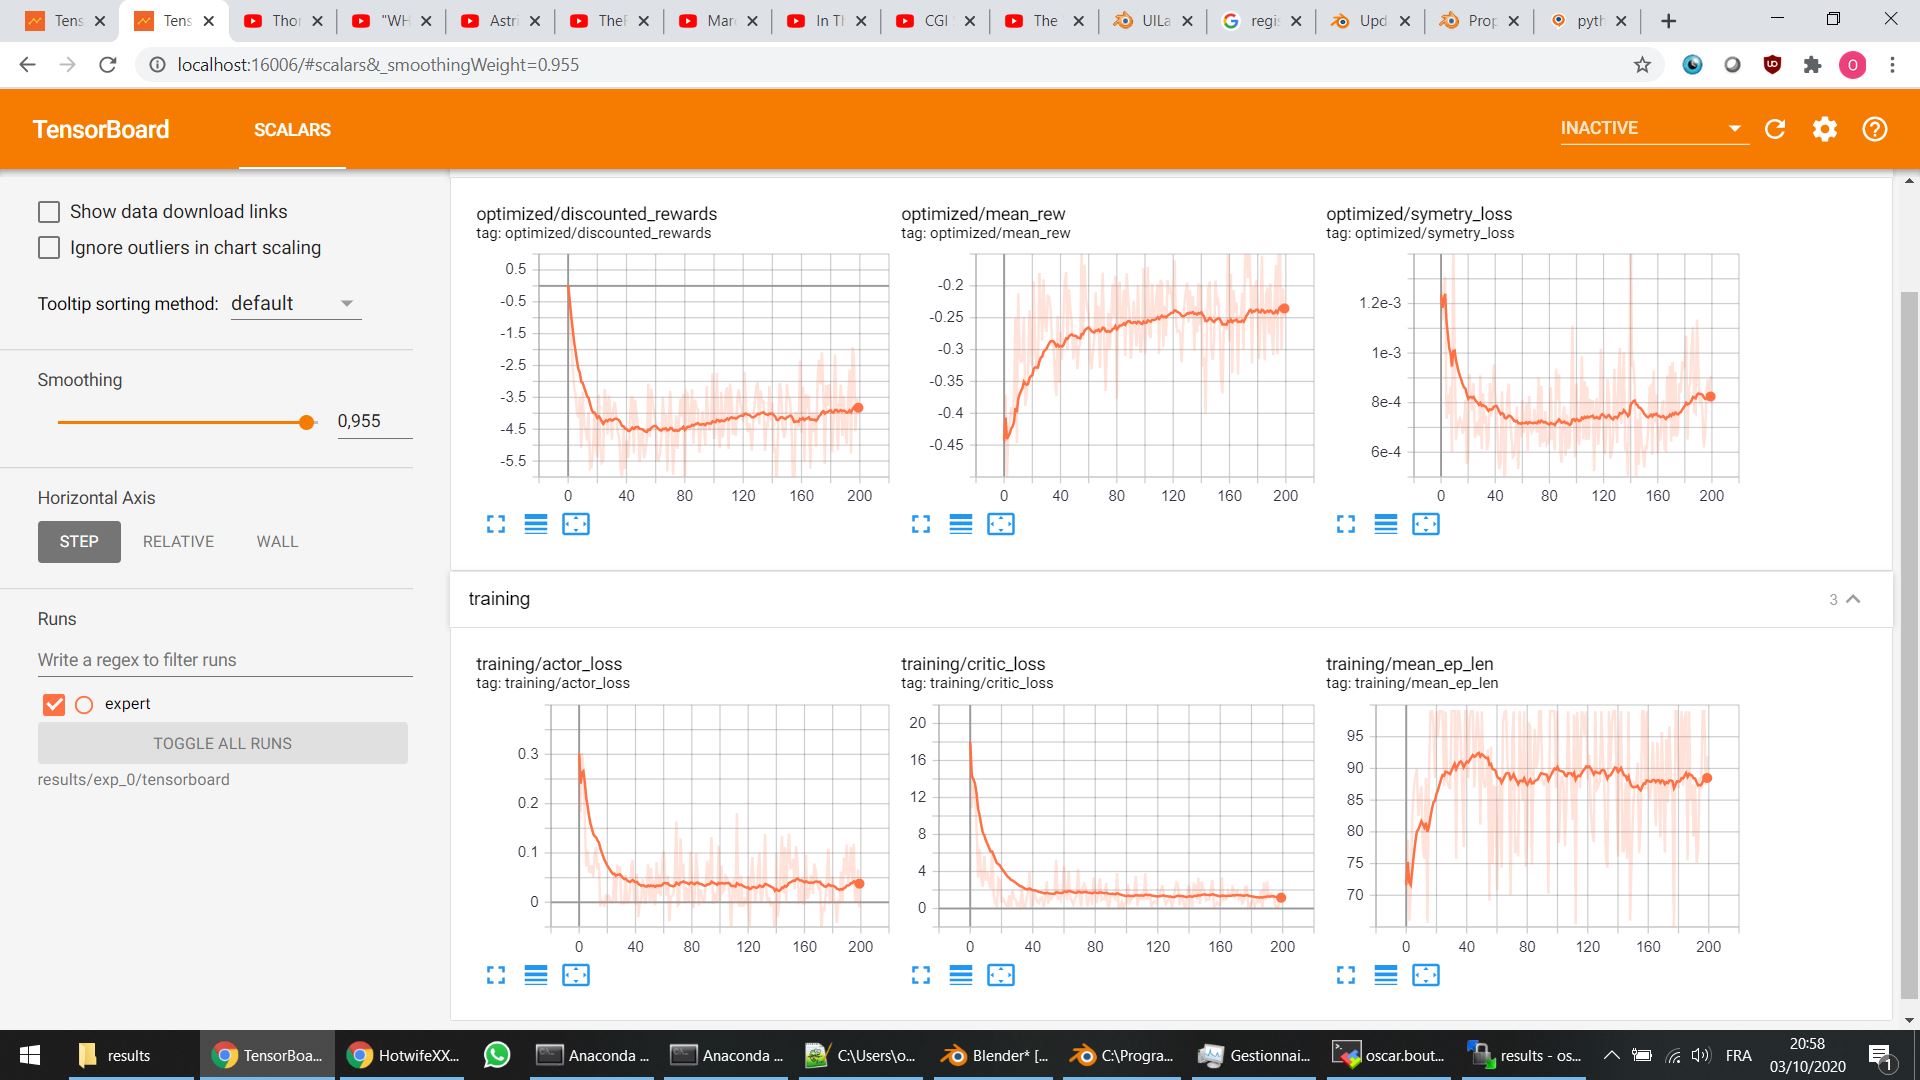 Tens Tens Thor "WH Astri TheF Marc In Th CGI The UILa regis Upd Prop pyth
localhost:16006/#scalars&_smoothingWeight=0.955
O
TensorBoard SCALARS INACTIVE
Show data download links
Ignore outliers in chart scaling
Tooltip sorting method: default
Smoothing
0,955
Horizontal Axis
STEP RELATIVE WALL
Runs
Write a regex to filter runs
expert
TOGGLE ALL RUNS
results/exp_0/tensorboard
optimized/discounted_rewards
tag: optimized/discounted_rewards
0.5
-0.5
-1.5
-2.5
-3.5
-4.5
-5.5
0 40 80 120 160 200
optimized/mean_rew
tag: optimized/mean_rew
-0.2
-0.25
-0.3
-0.35
-0.4
-0.45
0 40 80 120 160 200
optimized/symetry_loss
tag: optimized/symetry_loss
1.2e-3
1e-3
8e-4
6e-4
0 40 80 120 160 200
training 3
training/actor_loss
tag: training/actor_loss
0.3
0.2
0.1
0
0 40 80 120 160 200
training/critic_loss
tag: training/critic_loss
20
16
12
8
4
0
0 40 80 120 160 200
training/mean_ep_len
tag: training/mean_ep_len
95
90
85
80
75
70
0 40 80 120 160 200
results TensorBoa... HotwifeXX... Anaconda ... Anaconda ... C:\Users\o... Blender* [... C:\Progra... Gestionnai... oscar.bout... results - os... FRA
20:58
03/10/2020
1